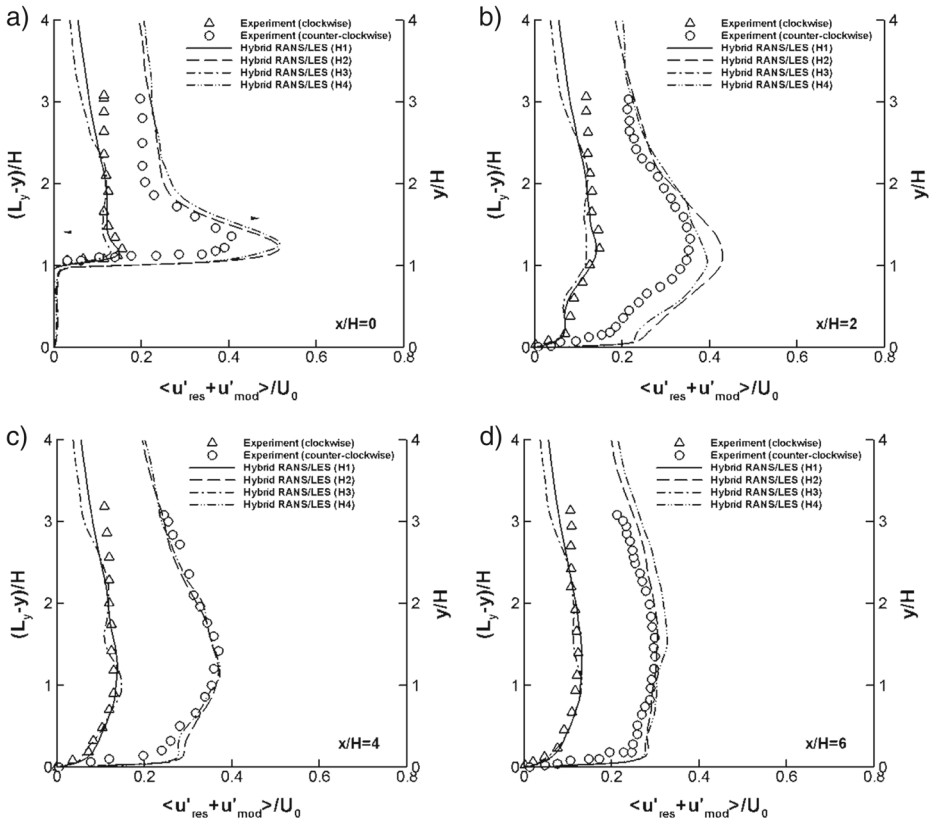 a)
4
3
2
1
0
(Ly-y)/H
Experiment (clockwise)
Experiment (counter-clockwise)
Hybrid RANS/LES (H1)
Hybrid RANS/LES (H2)
Hybrid RANS/LES (H3)
Hybrid RANS/LES (H4)
x/H=0
4
3
2
1
0
y/H
0
0.2
0.4
0.6
0.8
<u'res+u'mod>/U0
b)
4
3
2
1
0
(Ly-y)/H
Experiment (clockwise)
Experiment (counter-clockwise)
Hybrid RANS/LES (H1)
Hybrid RANS/LES (H2)
Hybrid RANS/LES (H3)
Hybrid RANS/LES (H4)
x/H=2
4
3
2
1
0
y/H
0
0.2
0.4
0.6
0.8
<u'res+u'mod>/U0
c)
4
3
2
1
0
(Ly-y)/H
Experiment (clockwise)
Experiment (counter-clockwise)
Hybrid RANS/LES (H1)
Hybrid RANS/LES (H2)
Hybrid RANS/LES (H3)
Hybrid RANS/LES (H4)
x/H=4
4
3
2
1
0
y/H
0
0.2
0.4
0.6
0.8
<u'res+u'mod>/U0
d)
4
3
2
1
0
(Ly-y)/H
Experiment (clockwise)
Experiment (counter-clockwise)
Hybrid RANS/LES (H1)
Hybrid RANS/LES (H2)
Hybrid RANS/LES (H3)
Hybrid RANS/LES (H4)
x/H=6
4
3
2
1
0
y/H
0
0.2
0.4
0.6
0.8
<u'res+u'mod>/U0